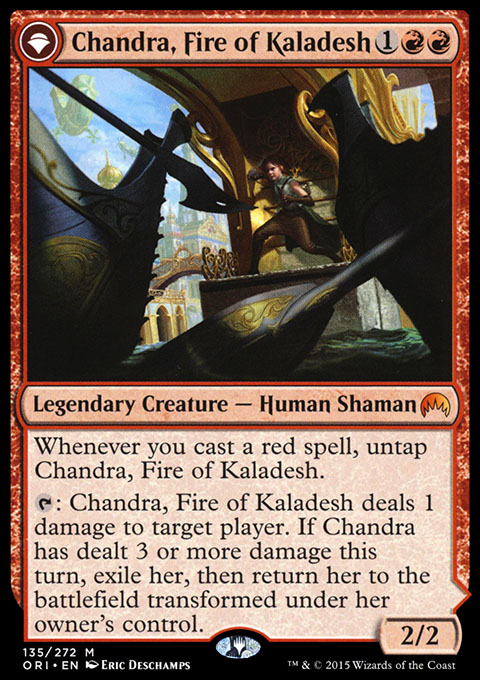 Chandra, Fire of Kaladesh 1
Legendary Creature — Human Shaman
Whenever you cast a red spell, untap
Chandra, Fire of Kaladesh.
: Chandra, Fire of Kaladesh deals 1
damage to target player. If Chandra
has dealt 3 or more damage this
turn, exile her, then return her to the
battlefield transformed under her
owner's control.
2/2
135/272 M
ORI • EN Eric Deschamps
™ & © 2015 Wizards of the Coast